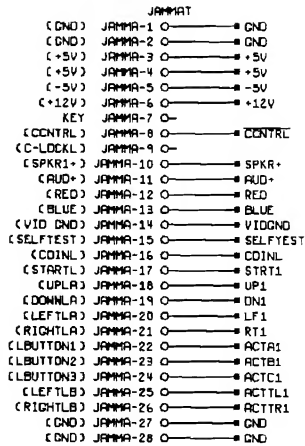 JAMMAT
(GND) JAMMA-1 GND
(GND) JAMMA-2 GND
(+5V) JAMMA-3 +5V
(+5V) JAMMA-4 +5V
(-5V) JAMMA-5 -5V
(+12V) JAMMA-6 +12V
KEY JAMMA-7
(CCNTRL) JAMMA-8 CCNTRL
(C-LOCKL) JAMMA-9
(SPKR1+) JAMMA-10 SPKR+
(AUD+) JAMMA-11 AUD+
(RED) JAMMA-12 RED
(BLUE) JAMMA-13 BLUE
(VID GND) JAMMA-14 VIDGND
(SELFTEST) JAMMA-15 SELFTEST
(COINL) JAMMA-16 COINL
(STARTL) JAMMA-17 STRT1
(UPLA) JAMMA-18 UP1
(DOWNLA) JAMMA-19 DN1
(LEFTLA) JAMMA-20 LF1
(RIGHTLA) JAMMA-21 RT1
(LBUTTON1) JAMMA-22 ACTA1
(LBUTTON2) JAMMA-23 ACTB1
(LBUTTON3) JAMMA-24 ACTC1
(LEFTLB) JAMMA-25 ACTTL1
(RIGHTLB) JAMMA-26 ACTTR1
(GND) JAMMA-27 GND
(GND) JAMMA-28 GND